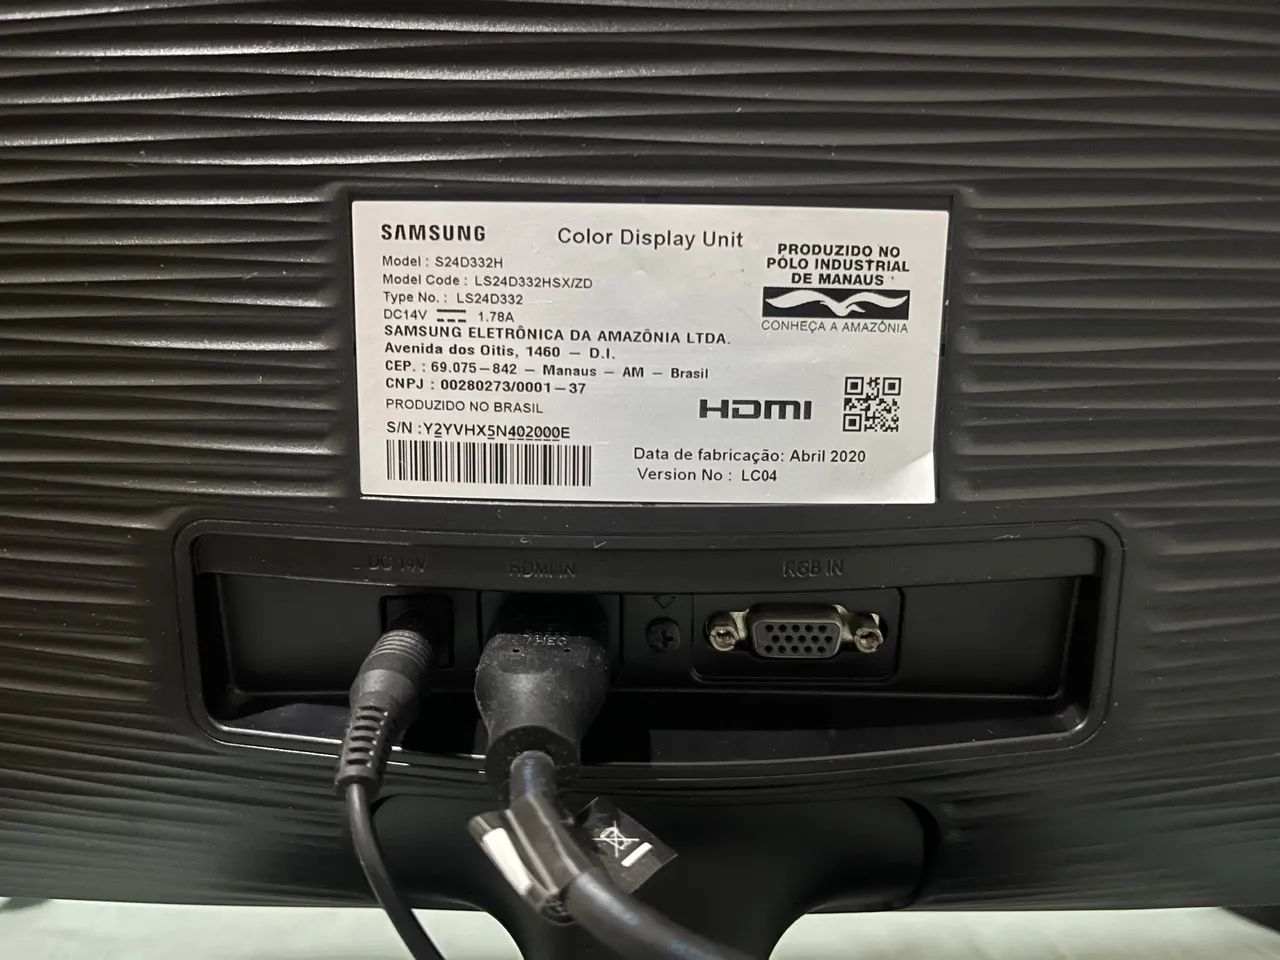 SAMSUNG
Color Display Unit
Model : S24D332H
Model Code : LS24D332HSX/ZD
Type No. : LS24D332
DC14V 1.78A
SAMSUNG ELETRÔNICA DA AMAZÔNIA LTDA.
Avenida dos Oitis, 1460 – D.I.
CEP. : 69.075–842 – Manaus – AM – Brasil
CNPJ : 00280273/0001–37
PRODUZIDO NO BRASIL
S/N :Y2YVHX5N402000E
PRODUZIDO NO
PÓLO INDUSTRIAL
DE MANAUS
CONHEÇA A AMAZÔNIA
HDMI
Data de fabricação: Abril 2020
Version No : LC04
DC 14V
HDMI IN
RGB IN